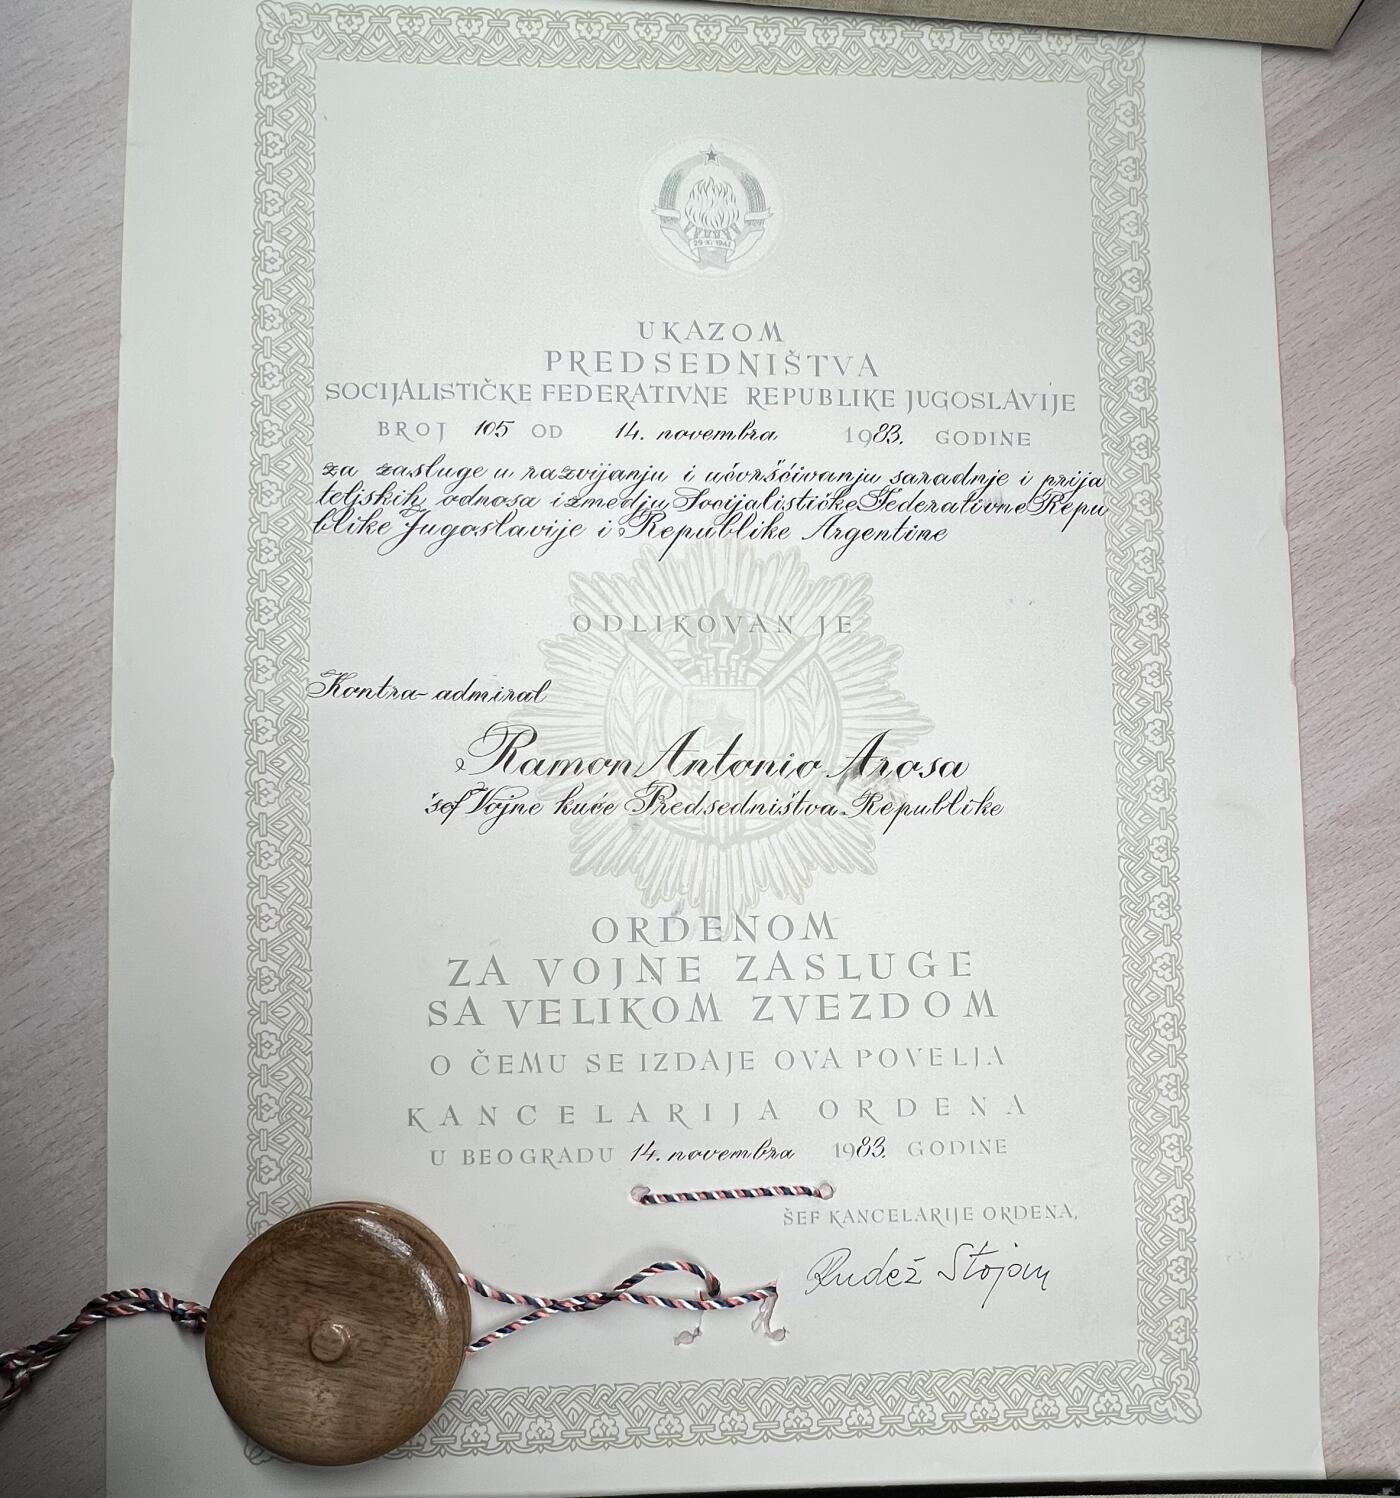 29·XI·1943
UKAZOM
PREDSEDNIŠTVA
SOCIJALISTIČKE FEDERATIVNE REPUBLIKE JUGOSLAVIJE
BROJ 105 OD 14. novembra 1983. GODINE
za zasluge u razvijanju i učvršćivanju saradnje i prija
teljskih odnosa izmedju Socijalističke Federativne Repu
blike Jugoslavije i Republike Argentine
ODLIKOVAN JE
Kontra-admiral
Ramon Antonio Arosa
šef Vojne kuće Predsedništva Republike
ORDENOM
ZA VOJNE ZASLUGE
SA VELIKOM ZVEZDOM
O ČEMU SE IZDAJE OVA POVELJA
KANCELARIJA ORDENA
U BEOGRADU 14. novembra 1983. GODINE
ŠEF KANCELARIJE ORDENA,
Rudež Stojan